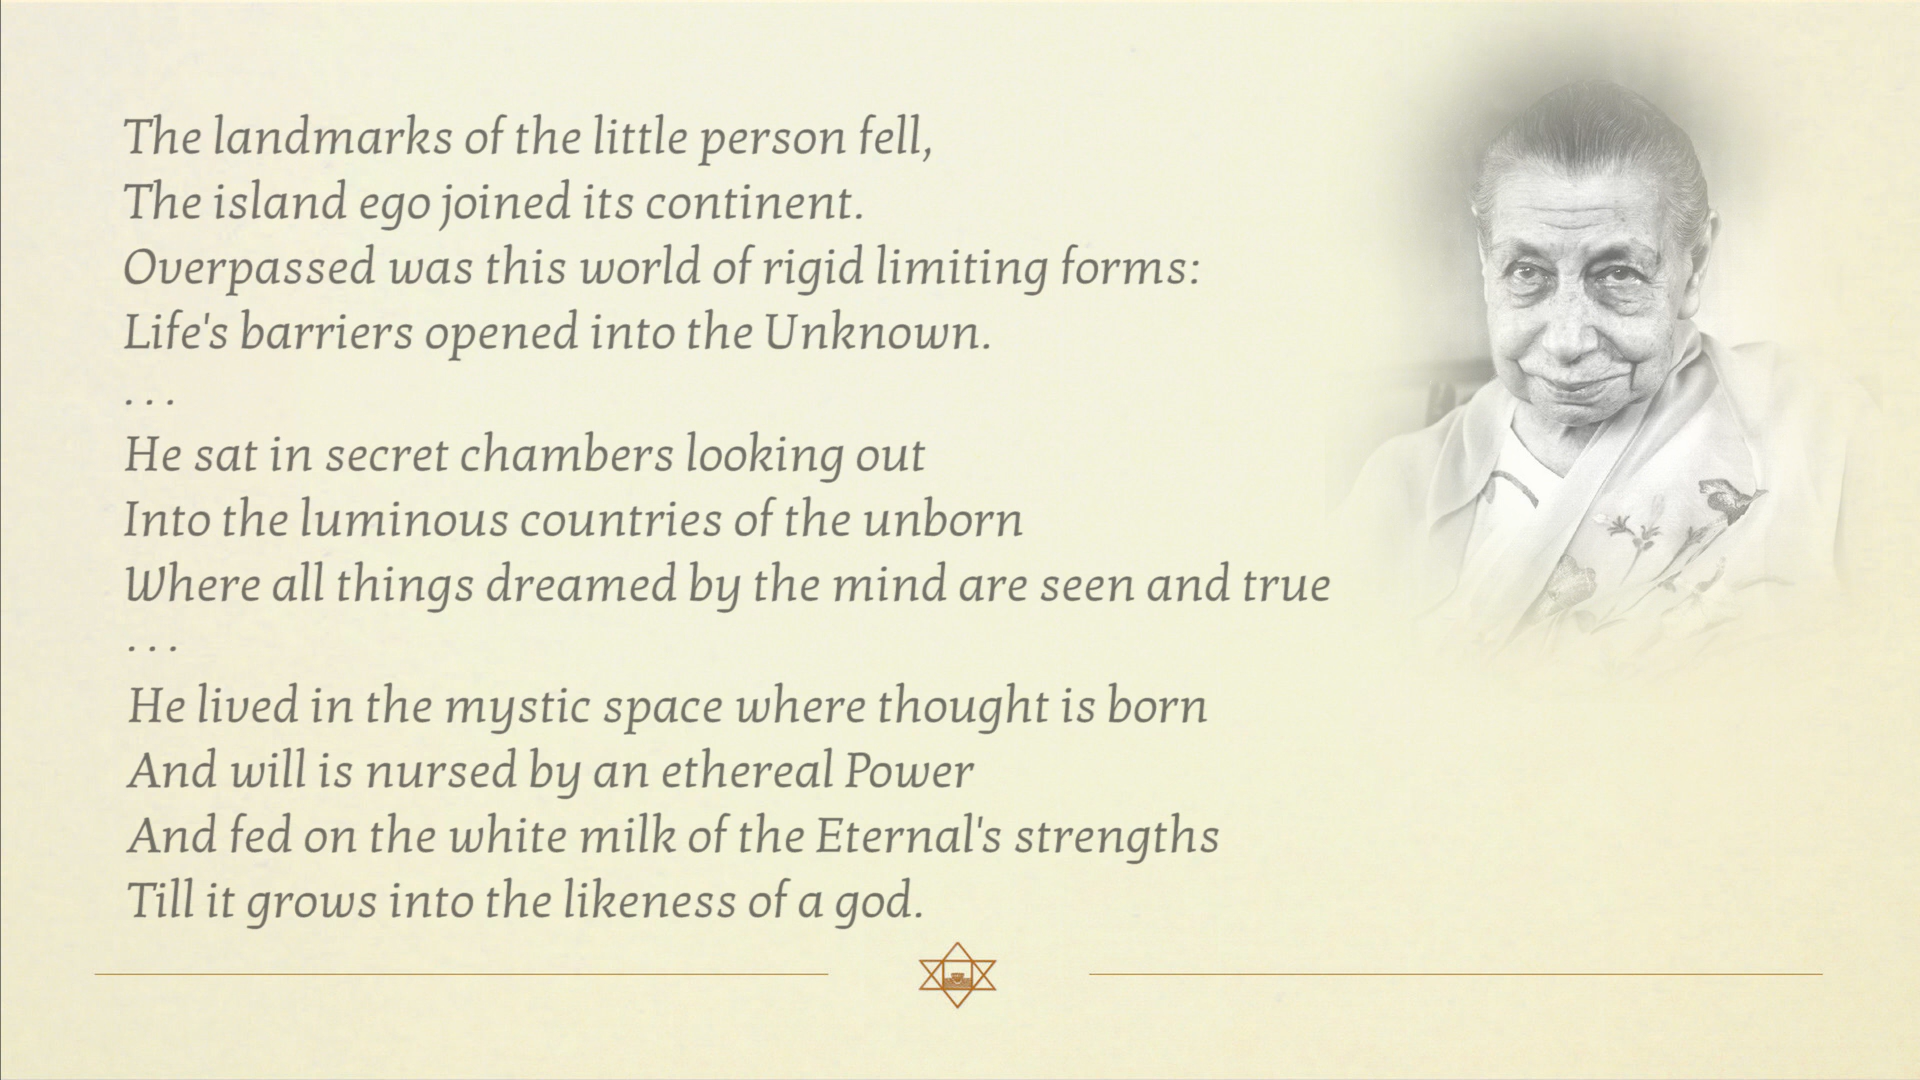 The landmarks of the little person fell,
The island ego joined its continent.
Overpassed was this world of rigid limiting forms:
Life's barriers opened into the Unknown.
. . .
He sat in secret chambers looking out
Into the luminous countries of the unborn
Where all things dreamed by the mind are seen and true
. . .
He lived in the mystic space where thought is born
And will is nursed by an ethereal Power
And fed on the white milk of the Eternal's strengths
Till it grows into the likeness of a god.